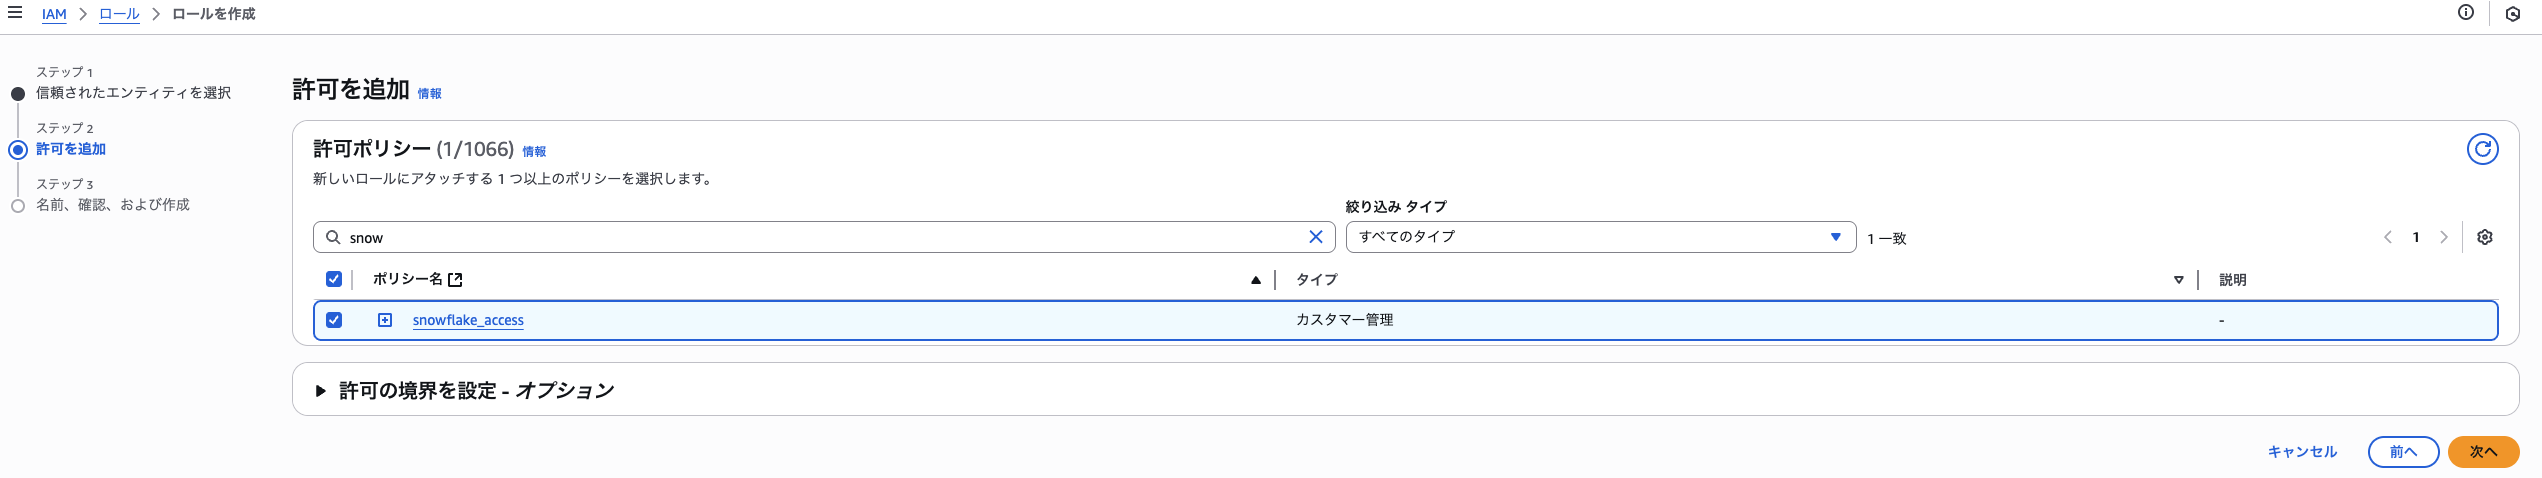 IAM > ロール > ロールを作成
ステップ 1
信頼されたエンティティを選択
ステップ 2
許可を追加
ステップ 3
名前、確認、および作成
許可を追加 情報
許可ポリシー (1/1066) 情報
新しいロールにアタッチする 1 つ以上のポリシーを選択します。
絞り込み タイプ
snow
すべてのタイプ
1 一致
1
ポリシー名
タイプ
説明
snowflake_access
カスタマー管理
-
許可の境界を設定 - オプション
キャンセル
前へ
次へ